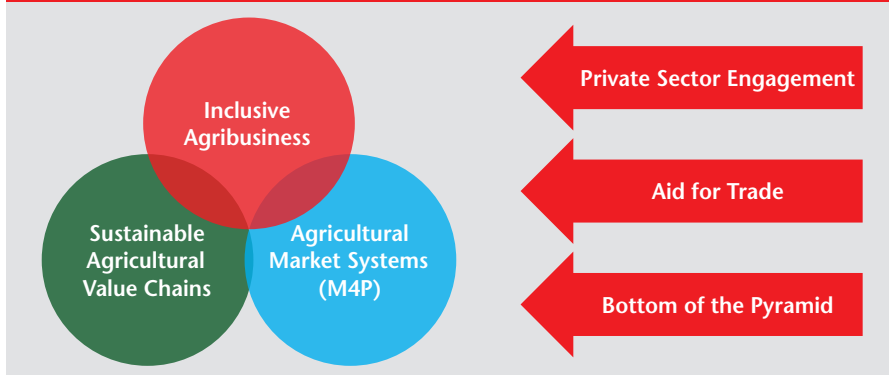 Inclusive
Agribusiness
Sustainable
Agricultural
Value Chains
Agricultural
Market Systems
(M4P)
Private Sector Engagement
Aid for Trade
Bottom of the Pyramid